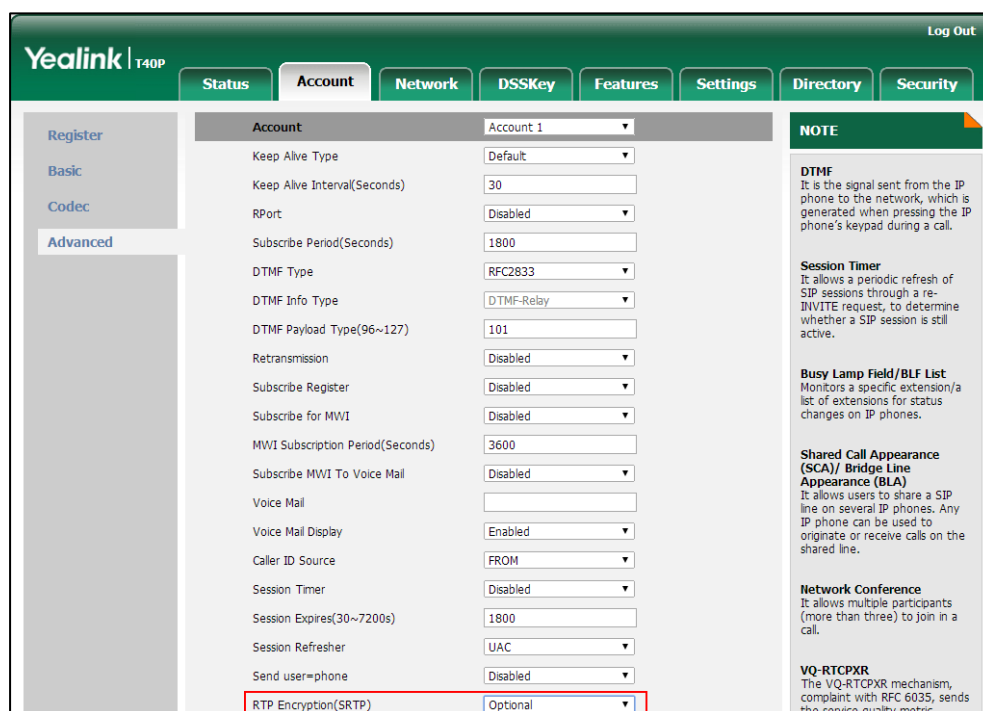 Log Out
Yealink T40P
Status Account Network DSSKey Features Settings Directory Security
Register
Basic
Codec
Advanced
Account Account 1
Keep Alive Type Default
Keep Alive Interval(Seconds) 30
RPort Disabled
Subscribe Period(Seconds) 1800
DTMF Type RFC2833
DTMF Info Type DTMF-Relay
DTMF Payload Type(96~127) 101
Retransmission Disabled
Subscribe Register Disabled
Subscribe for MWI Disabled
MWI Subscription Period(Seconds) 3600
Subscribe MWI To Voice Mail Disabled
Voice Mail
Voice Mail Display Enabled
Caller ID Source FROM
Session Timer Disabled
Session Expires(30~7200s) 1800
Session Refresher UAC
Send user=phone Disabled
RTP Encryption(SRTP) Optional
NOTE
DTMF
It is the signal sent from the IP
phone to the network, which is
generated when pressing the IP
phone's keypad during a call.
Session Timer
It allows a periodic refresh of
SIP sessions through a re-
INVITE request, to determine
whether a SIP session is still
active.
Busy Lamp Field/BLF List
Monitors a specific extension/a
list of extensions for status
changes on IP phones.
Shared Call Appearance
(SCA)/ Bridge Line
Appearance (BLA)
It allows users to share a SIP
line on several IP phones. Any
IP phone can be used to
originate or receive calls on the
shared line.
Network Conference
It allows multiple participants
(more than three) to join in a
call.
VQ-RTCPXR
The VQ-RTCPXR mechanism,
complaint with RFC 6035, sends
the service quality metric